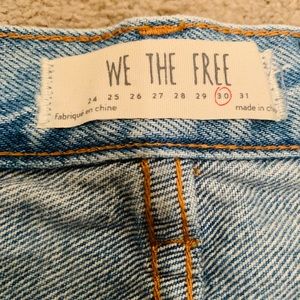 WE THE FREE
24 25 26 27 28 29 30 31
fabriqué en chine made in